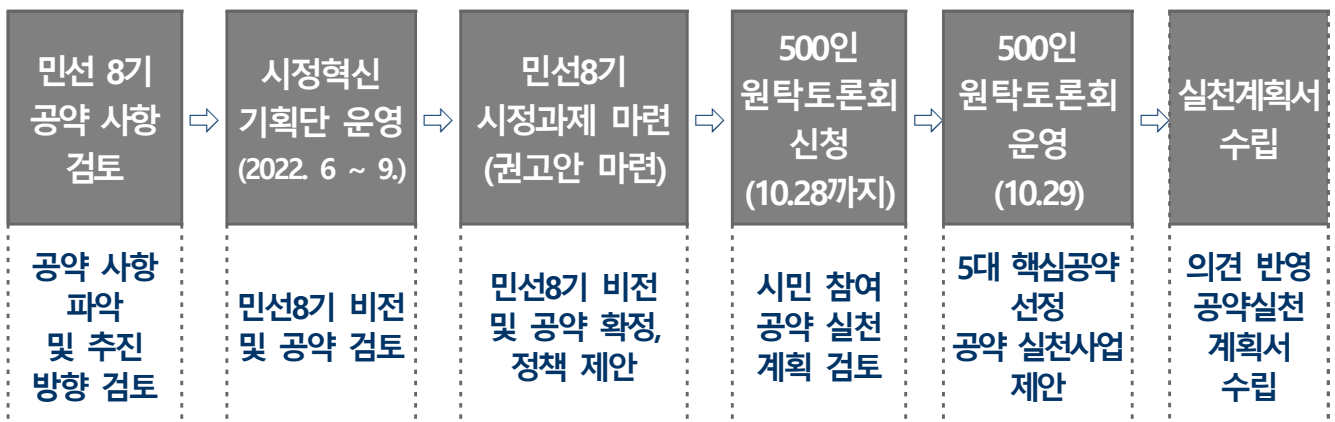 민선 8기
공약 사항
검토
시정혁신
기획단 운영
(2022. 6 ~ 9.)
민선8기
시정과제 마련
(권고안 마련)
500인
원탁토론회
신청
(10.28까지)
500인
원탁토론회
운영
(10.29)
실천계획서
수립
공약 사항
파악
및 추진
방향 검토
민선8기 비전
및 공약 검토
민선8기 비전
및 공약 확정,
정책 제안
시민 참여
공약 실천
계획 검토
5대 핵심공약
선정
공약 실천사업
제안
의견 반영
공약실천
계획서
수립